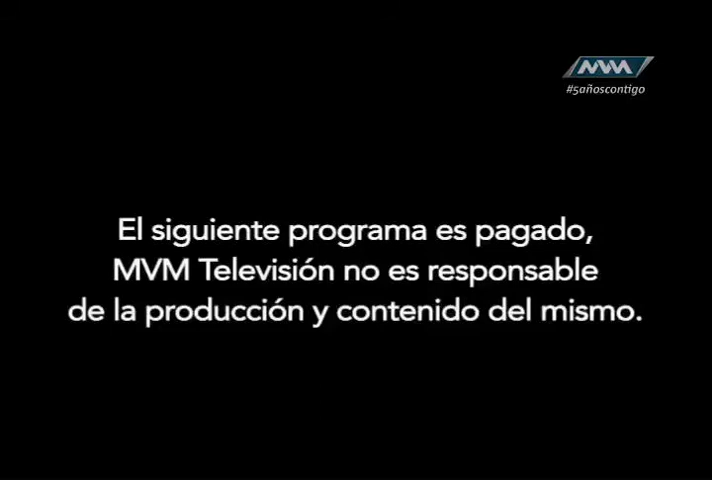 MVM
#5añoscontigo
El siguiente programa es pagado,
MVM Televisión no es responsable
de la producción y contenido del mismo.